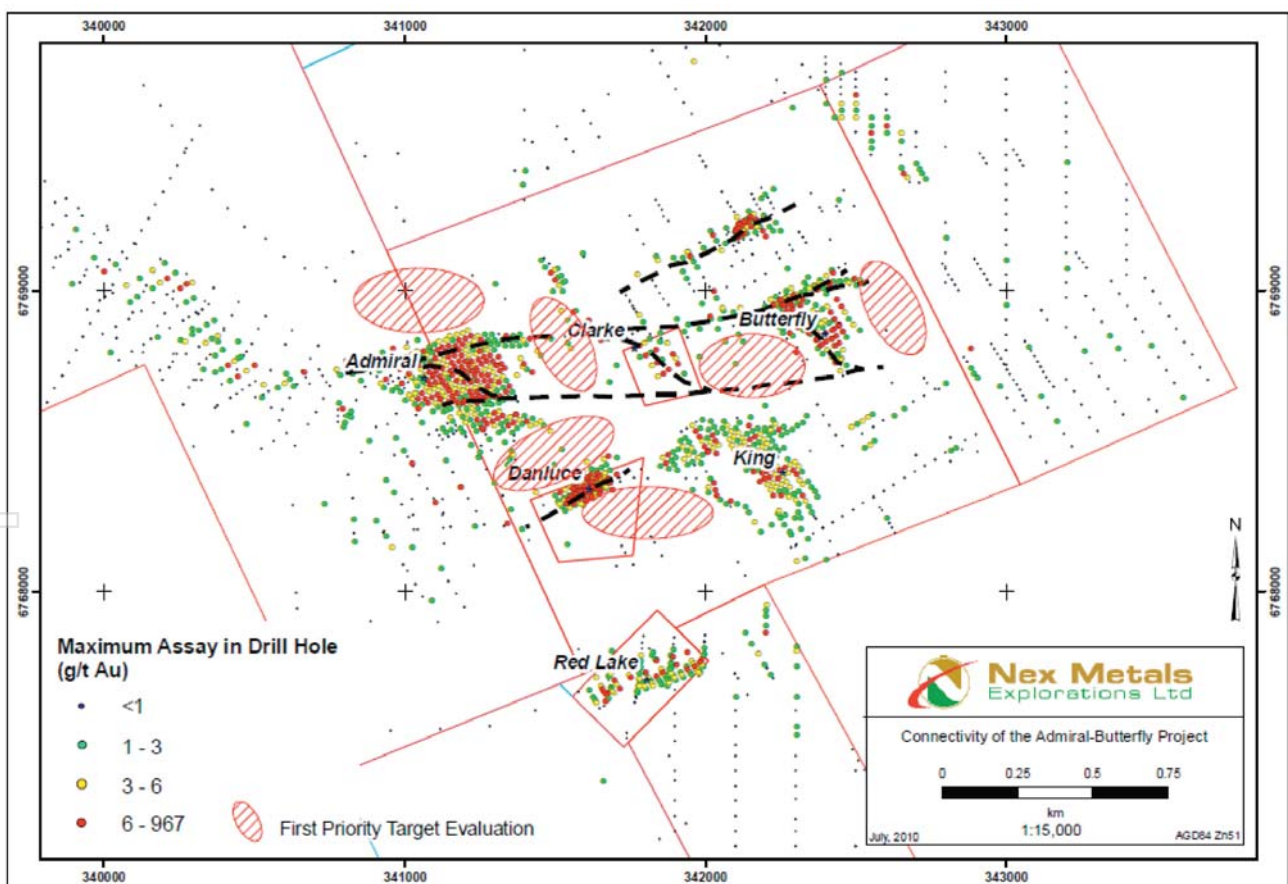 340000 341000 342000 343000
6769000 6769000
Clarke
Butterfly
Admiral
King
Danluce
N
6768000 6768000
Maximum Assay in Drill Hole
(g/t Au)
<1
1 - 3
3 - 6
6 - 967
First Priority Target Evaluation
Red Lake
Nex Metals
Explorations Ltd
Connectivity of the Admiral-Butterfly Project
0 0.25 0.5 0.75
km
1:15,000
July, 2010
AGD84 Zn51
340000 341000 342000 343000